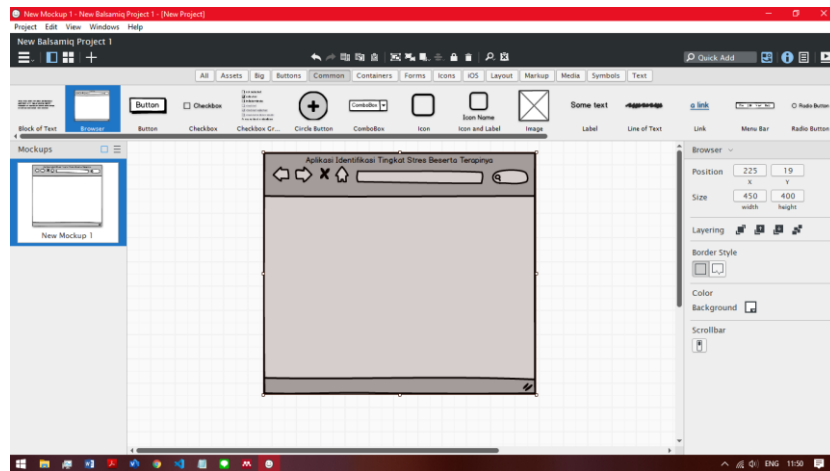 New Mockup 1 - New Balsamiq Project 1 - [New Project]
Project Edit View Windows Help
New Balsamiq Project 1
Quick Add
All Assets Big Buttons Common Containers Forms Icons iOS Layout Markup Media Symbols Text
Button
Checkbox
ComboBox
Icon Name
Some text
a link
Radio Button
Block of Text Browser Button Checkbox Checkbox Gr... Circle Button ComboBox Icon Icon and Label Image Label Line of Text Link Menu Bar Radio Button
Mockups
New Mockup 1
Aplikasi Identifikasi Tingkat Stres Beserta Terapinya
Browser
Position 225 19
X Y
Size 450 400
width height
Layering
Border Style
Color
Background
Scrollbar
ENG 11:50